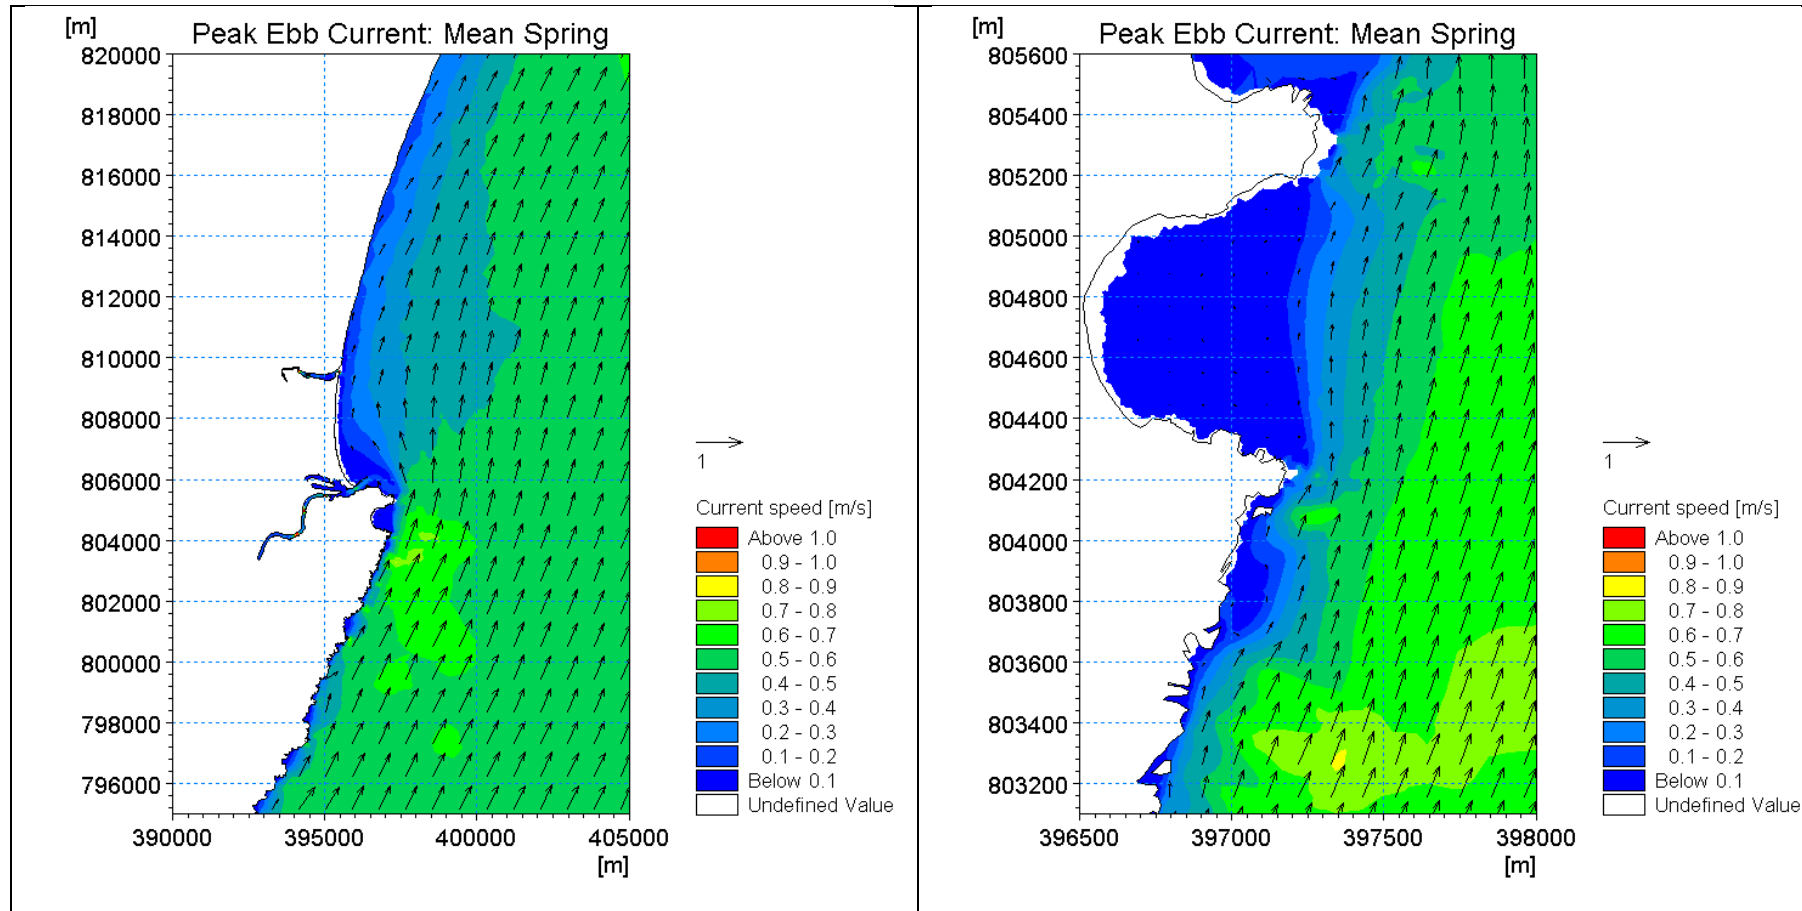 [m]
Peak Ebb Current: Mean Spring
820000
818000
816000
814000
812000
810000
808000
806000
804000
802000
800000
798000
796000
390000 395000 400000 405000
[m]
1
Current speed [m/s]
Above 1.0
0.9 - 1.0
0.8 - 0.9
0.7 - 0.8
0.6 - 0.7
0.5 - 0.6
0.4 - 0.5
0.3 - 0.4
0.2 - 0.3
0.1 - 0.2
Below 0.1
Undefined Value
[m]
Peak Ebb Current: Mean Spring
805600
805400
805200
805000
804800
804600
804400
804200
804000
803800
803600
803400
803200
396500 397000 397500 398000
[m]
1
Current speed [m/s]
Above 1.0
0.9 - 1.0
0.8 - 0.9
0.7 - 0.8
0.6 - 0.7
0.5 - 0.6
0.4 - 0.5
0.3 - 0.4
0.2 - 0.3
0.1 - 0.2
Below 0.1
Undefined Value